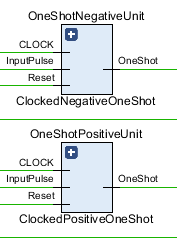 OneShotNegativeUnit
CLOCK
InputPulse
OneShot
Reset
ClockedNegativeOneShot
OneShotPositiveUnit
CLOCK
InputPulse
OneShot
Reset
ClockedPositiveOneShot